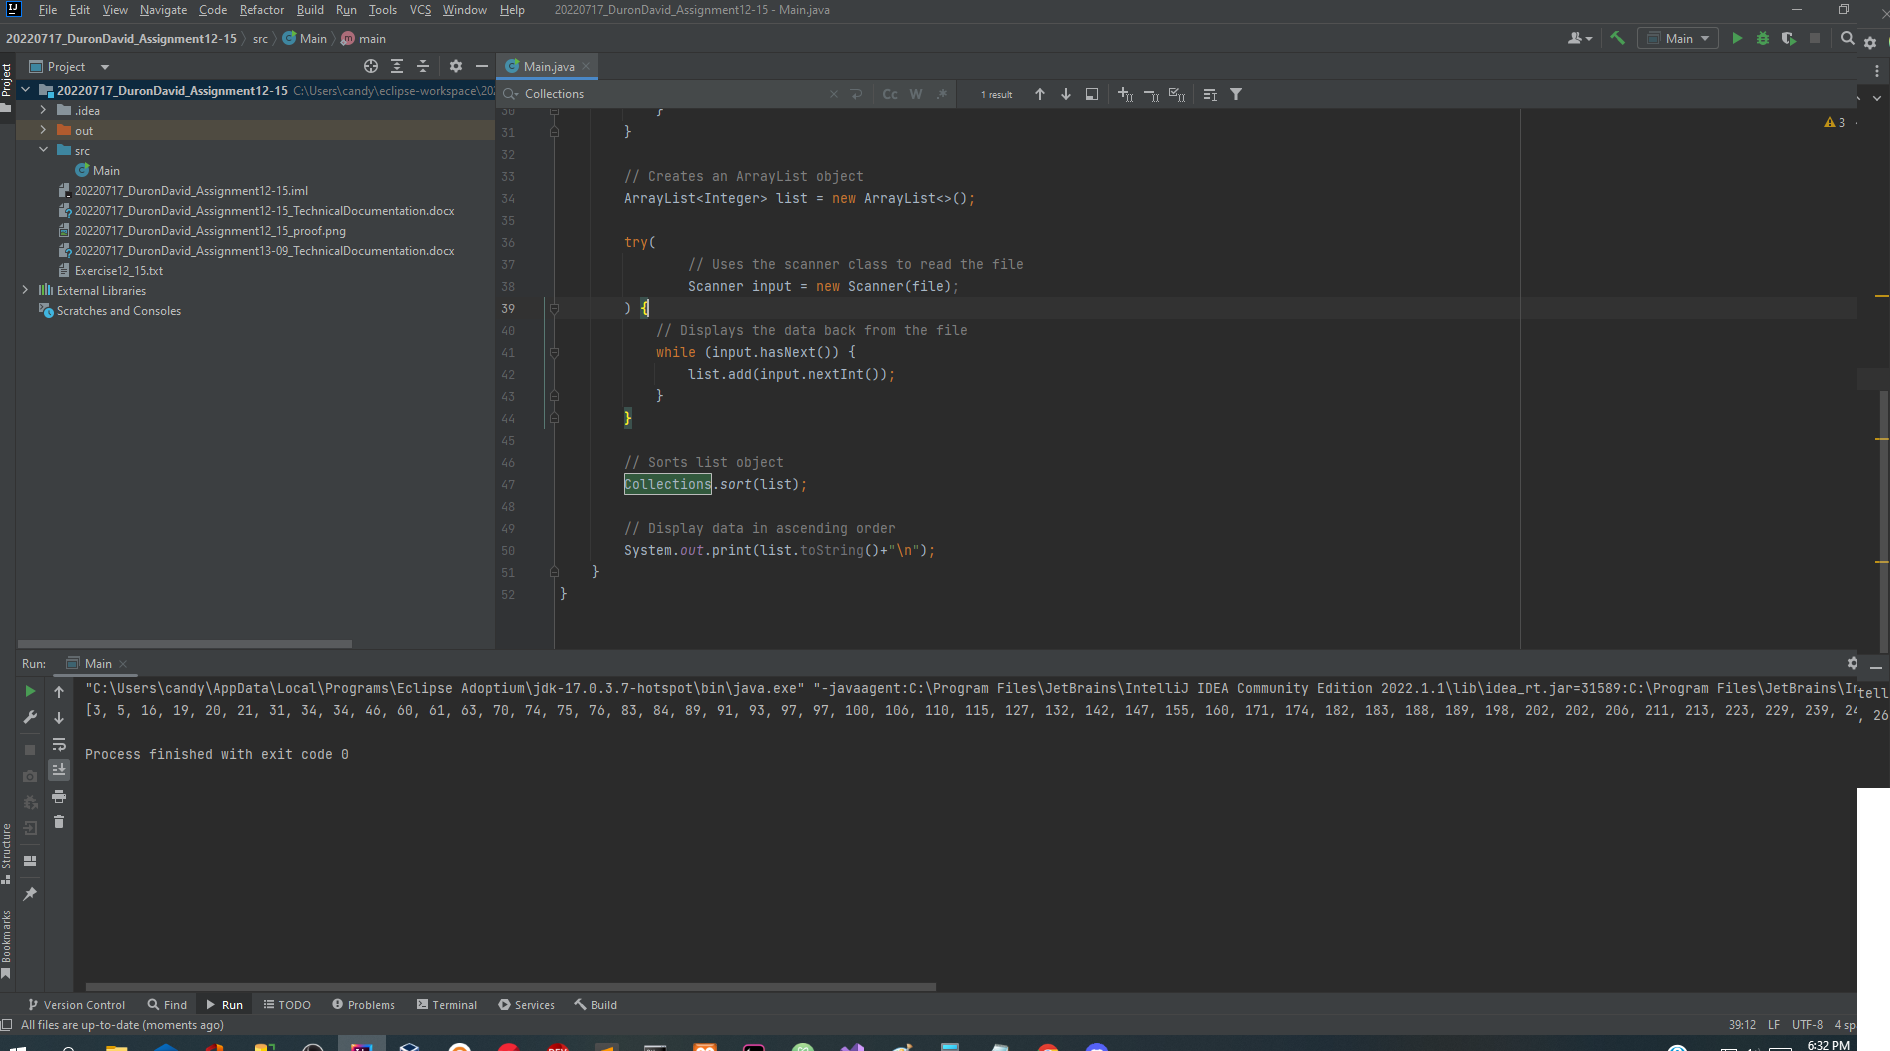 File Edit View Navigate Code Refactor Build Run Tools VCS Window Help 20220717_DuronDavid_Assignment12-15 - Main.java
20220717_DuronDavid_Assignment12-15 src Main main
Main
Project
Project
Main.java
20220717_DuronDavid_Assignment12-15 C:\Users\candy\eclipse-workspace\202
.idea
out
src
Main
20220717_DuronDavid_Assignment12-15.iml
20220717_DuronDavid_Assignment12-15_TechnicalDocumentation.docx
20220717_DuronDavid_Assignment12_15_proof.png
20220717_DuronDavid_Assignment13-09_TechnicalDocumentation.docx
Exercise12_15.txt
External Libraries
Scratches and Consoles
Collections Cc W .* 1 result
3
30 }
31 }
32
33 // Creates an ArrayList object
34 ArrayList<Integer> list = new ArrayList<>();
35
36 try(
37 // Uses the scanner class to read the file
38 Scanner input = new Scanner(file);
39 ) {
40 // Displays the data back from the file
41 while (input.hasNext()) {
42 list.add(input.nextInt());
43 }
44 }
45
46 // Sorts list object
47 Collections.sort(list);
48
49 // Display data in ascending order
50 System.out.print(list.toString()+"\n");
51 }
52 }
Run: Main
"C:\Users\candy\AppData\Local\Programs\Eclipse Adoptium\jdk-17.0.3.7-hotspot\bin\java.exe" "-javaagent:C:\Program Files\JetBrains\IntelliJ IDEA Community Edition 2022.1.1\lib\idea_rt.jar=31589:C:\Program Files\JetBrains\In
tell
[3, 5, 16, 19, 20, 21, 31, 34, 34, 46, 60, 61, 63, 70, 74, 75, 76, 83, 84, 89, 91, 93, 97, 97, 100, 106, 110, 115, 127, 132, 142, 147, 155, 160, 171, 174, 182, 183, 188, 189, 198, 202, 202, 206, 211, 213, 223, 229, 239, 24
, 26
Process finished with exit code 0
Structure
Bookmarks
Version Control Find Run TODO Problems Terminal Services Build
All files are up-to-date (moments ago) 39:12 LF UTF-8 4 sp
6:32 PM